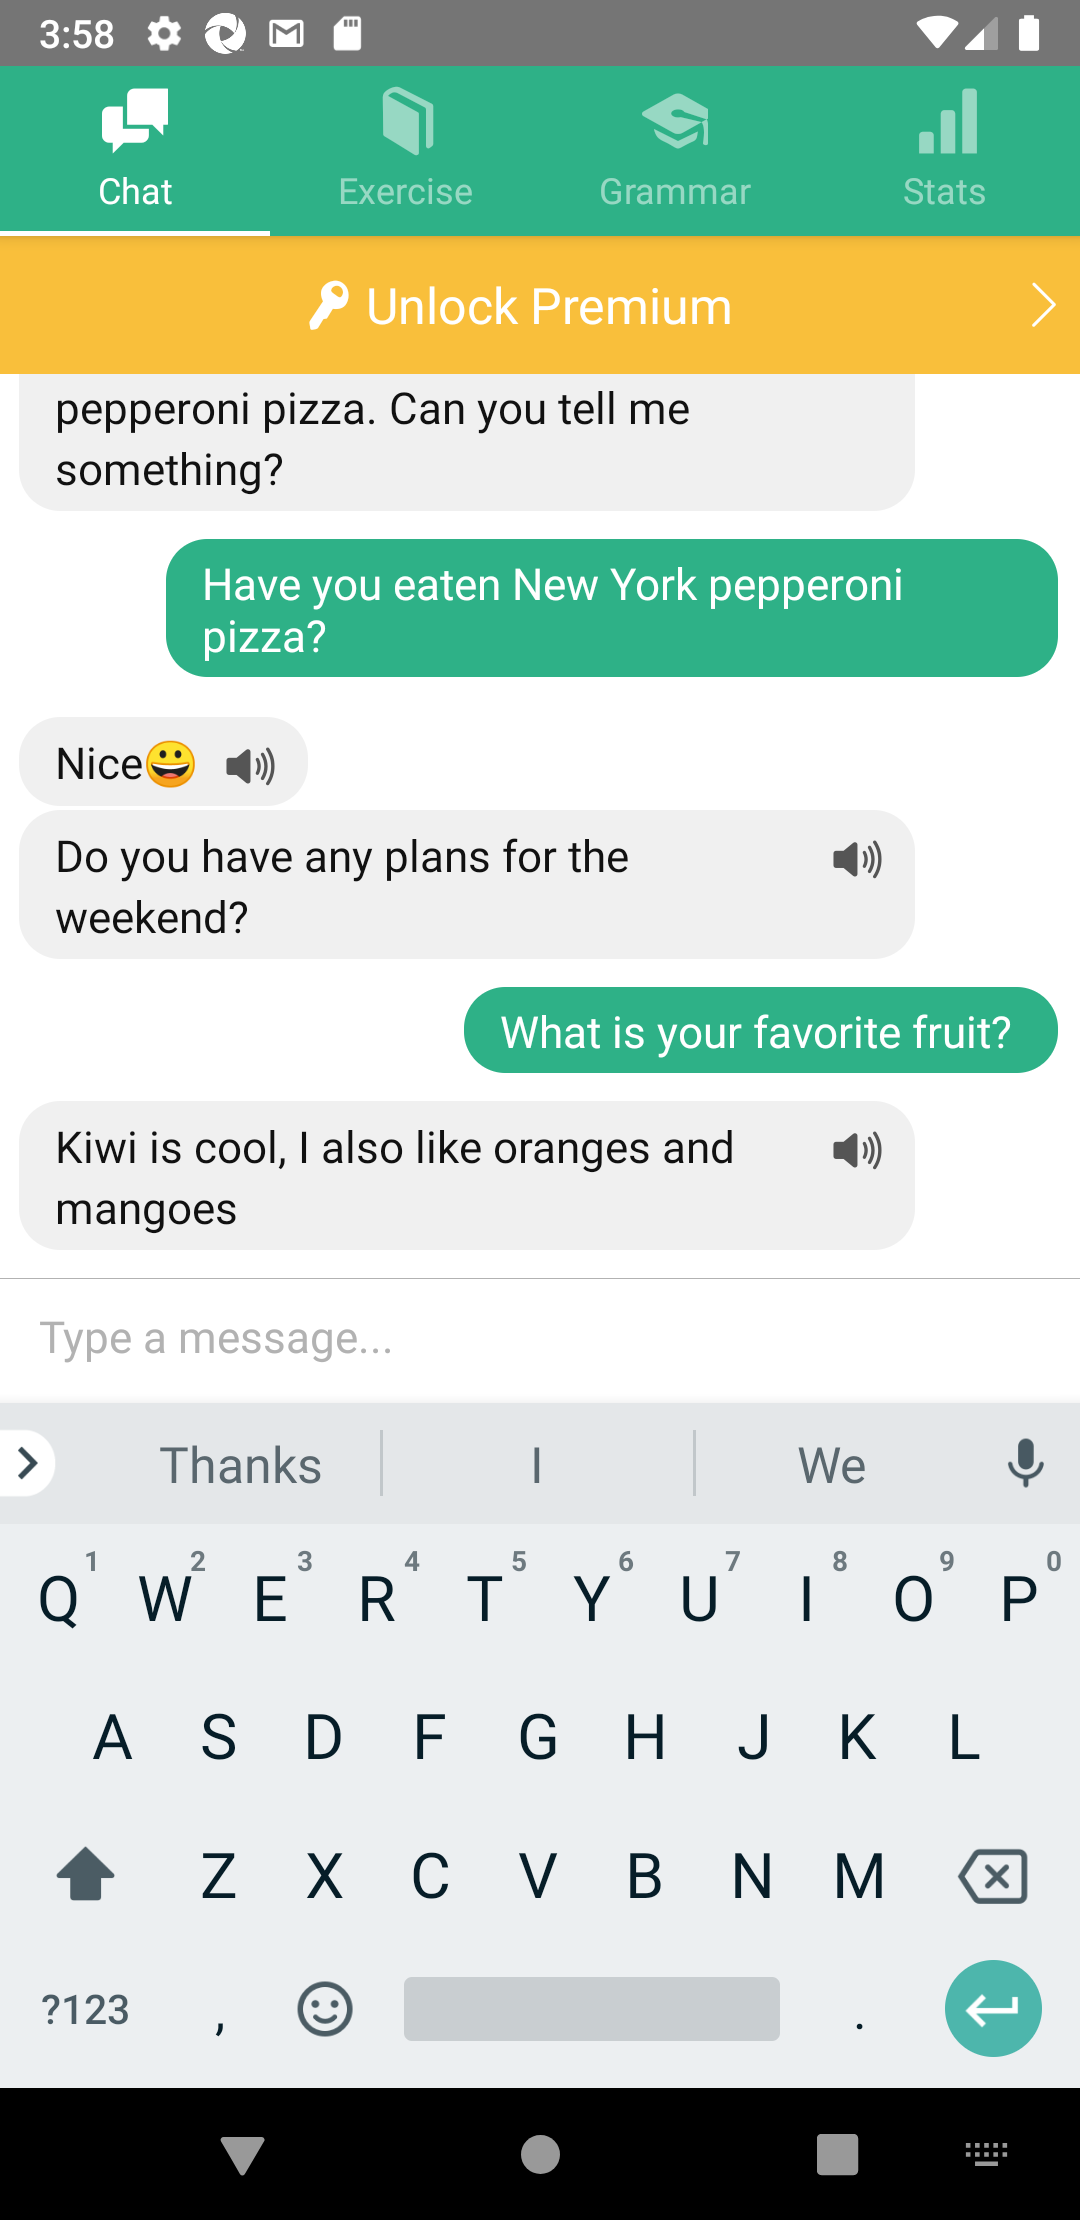 3:58
Chat
Exercise
Grammar
Stats
Unlock Premium
pepperoni pizza. Can you tell me
something?
Have you eaten New York pepperoni
pizza?
Nice😀
Do you have any plans for the
weekend?
What is your favorite fruit?
Kiwi is cool, I also like oranges and
mangoes
Type a message...
Thanks
I
We
Q 1 W 2 E 3 R 4 T 5 Y 6 U 7 I 8 O 9 P 0
A S D F G H J K L
Z X C V B N M
?123 , .